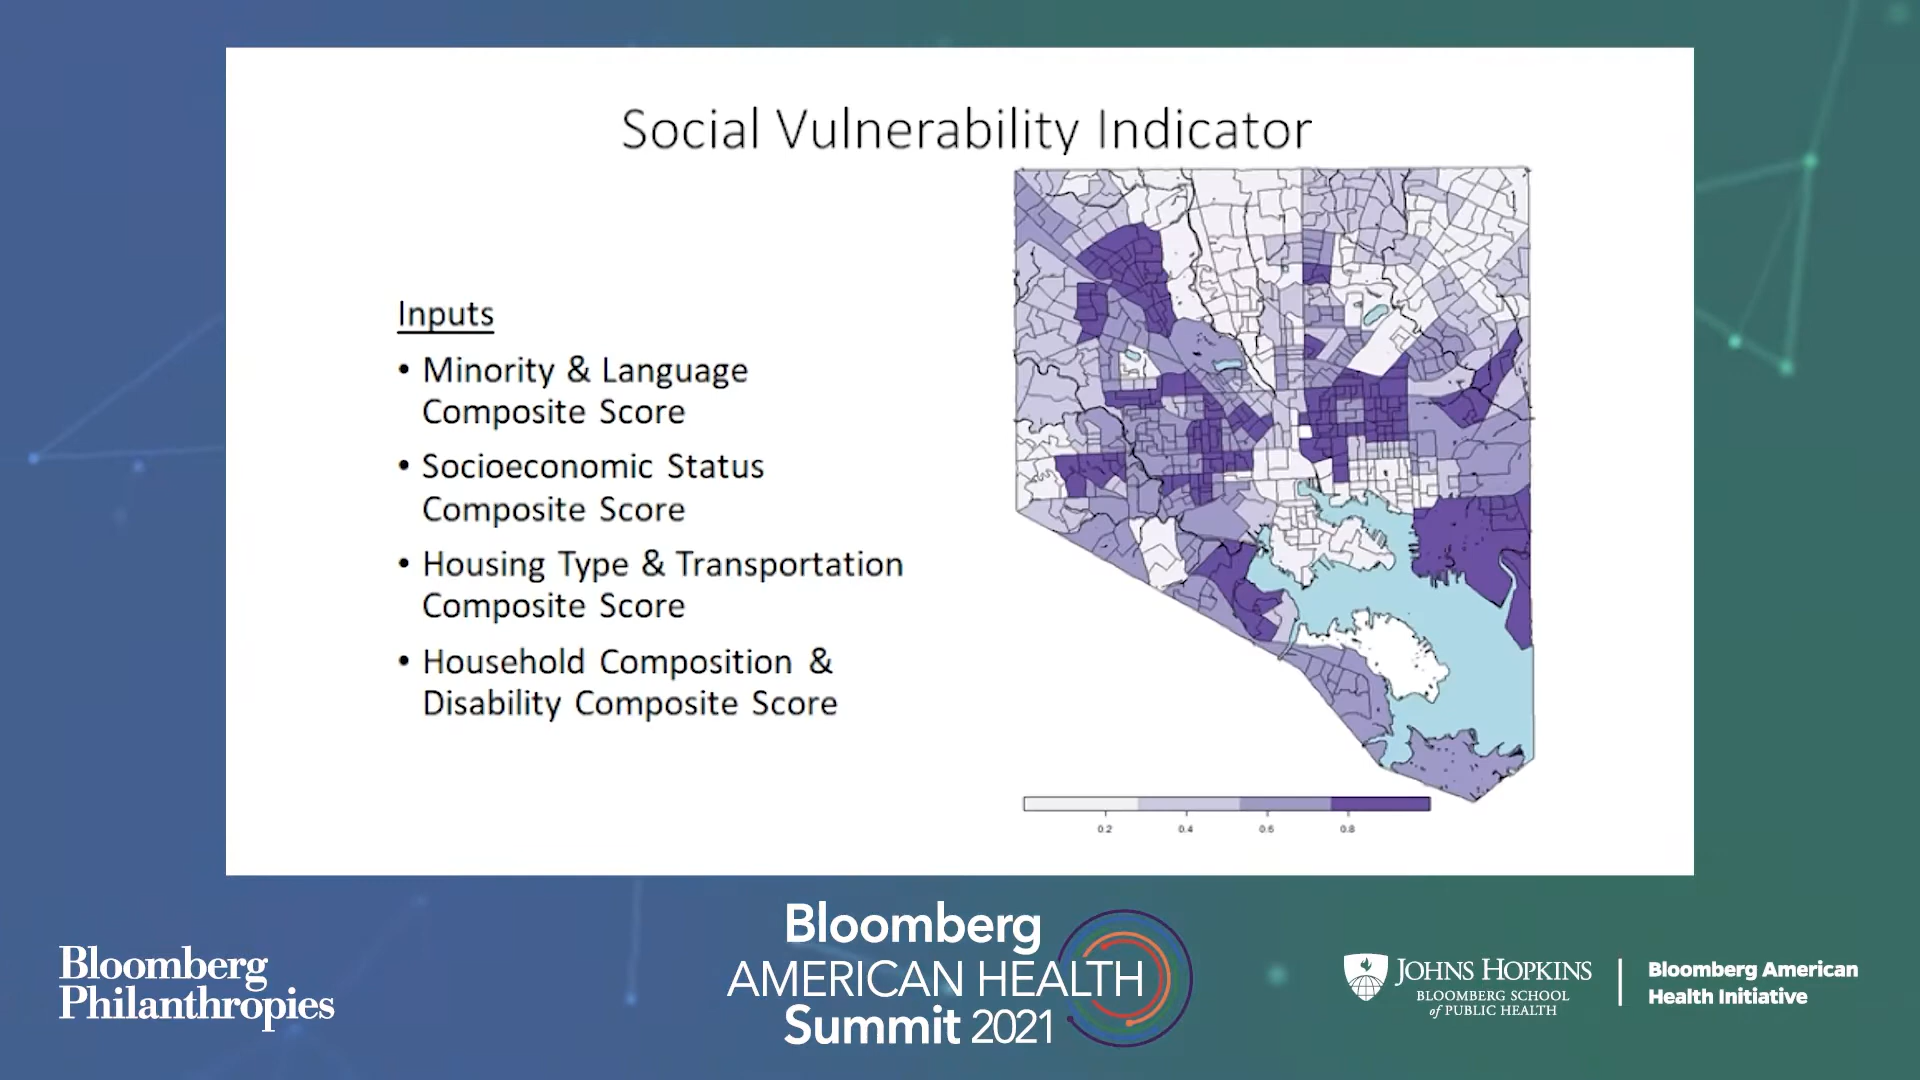 Social Vulnerability Indicator
Inputs
• Minority & Language
Composite Score
• Socioeconomic Status
Composite Score
• Housing Type & Transportation
Composite Score
• Household Composition &
Disability Composite Score
0.2 0.4 0.6 0.8
Bloomberg
Philanthropies
Bloomberg
AMERICAN HEALTH
Summit 2021
JOHNS HOPKINS
BLOOMBERG SCHOOL
of PUBLIC HEALTH
Bloomberg American
Health Initiative